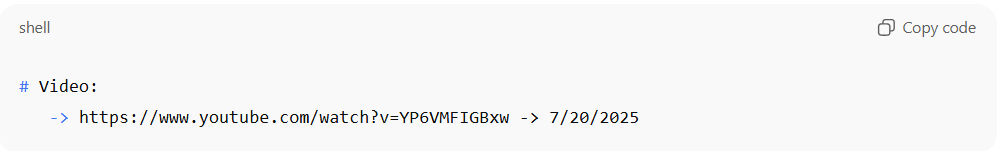 shell
Copy code
# Video:
-> https://www.youtube.com/watch?v=YP6VMFIGBxw -> 7/20/2025